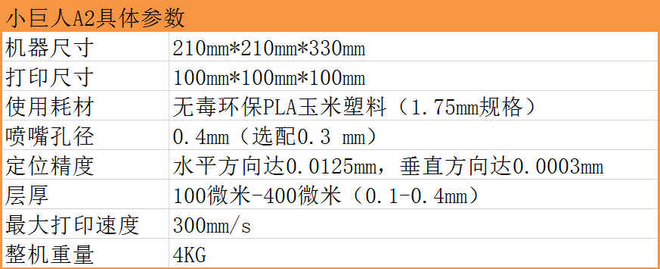 小巨人A2具体参数
机器尺寸 210mm*210mm*330mm
打印尺寸 100mm*100mm*100mm
使用耗材 无毒环保PLA玉米塑料（1.75mm规格）
喷嘴孔径 0.4mm（选配0.3 mm）
定位精度 水平方向达0.0125mm，垂直方向达0.0003mm
层厚 100微米-400微米（0.1-0.4mm）
最大打印速度 300mm/s
整机重量 4KG